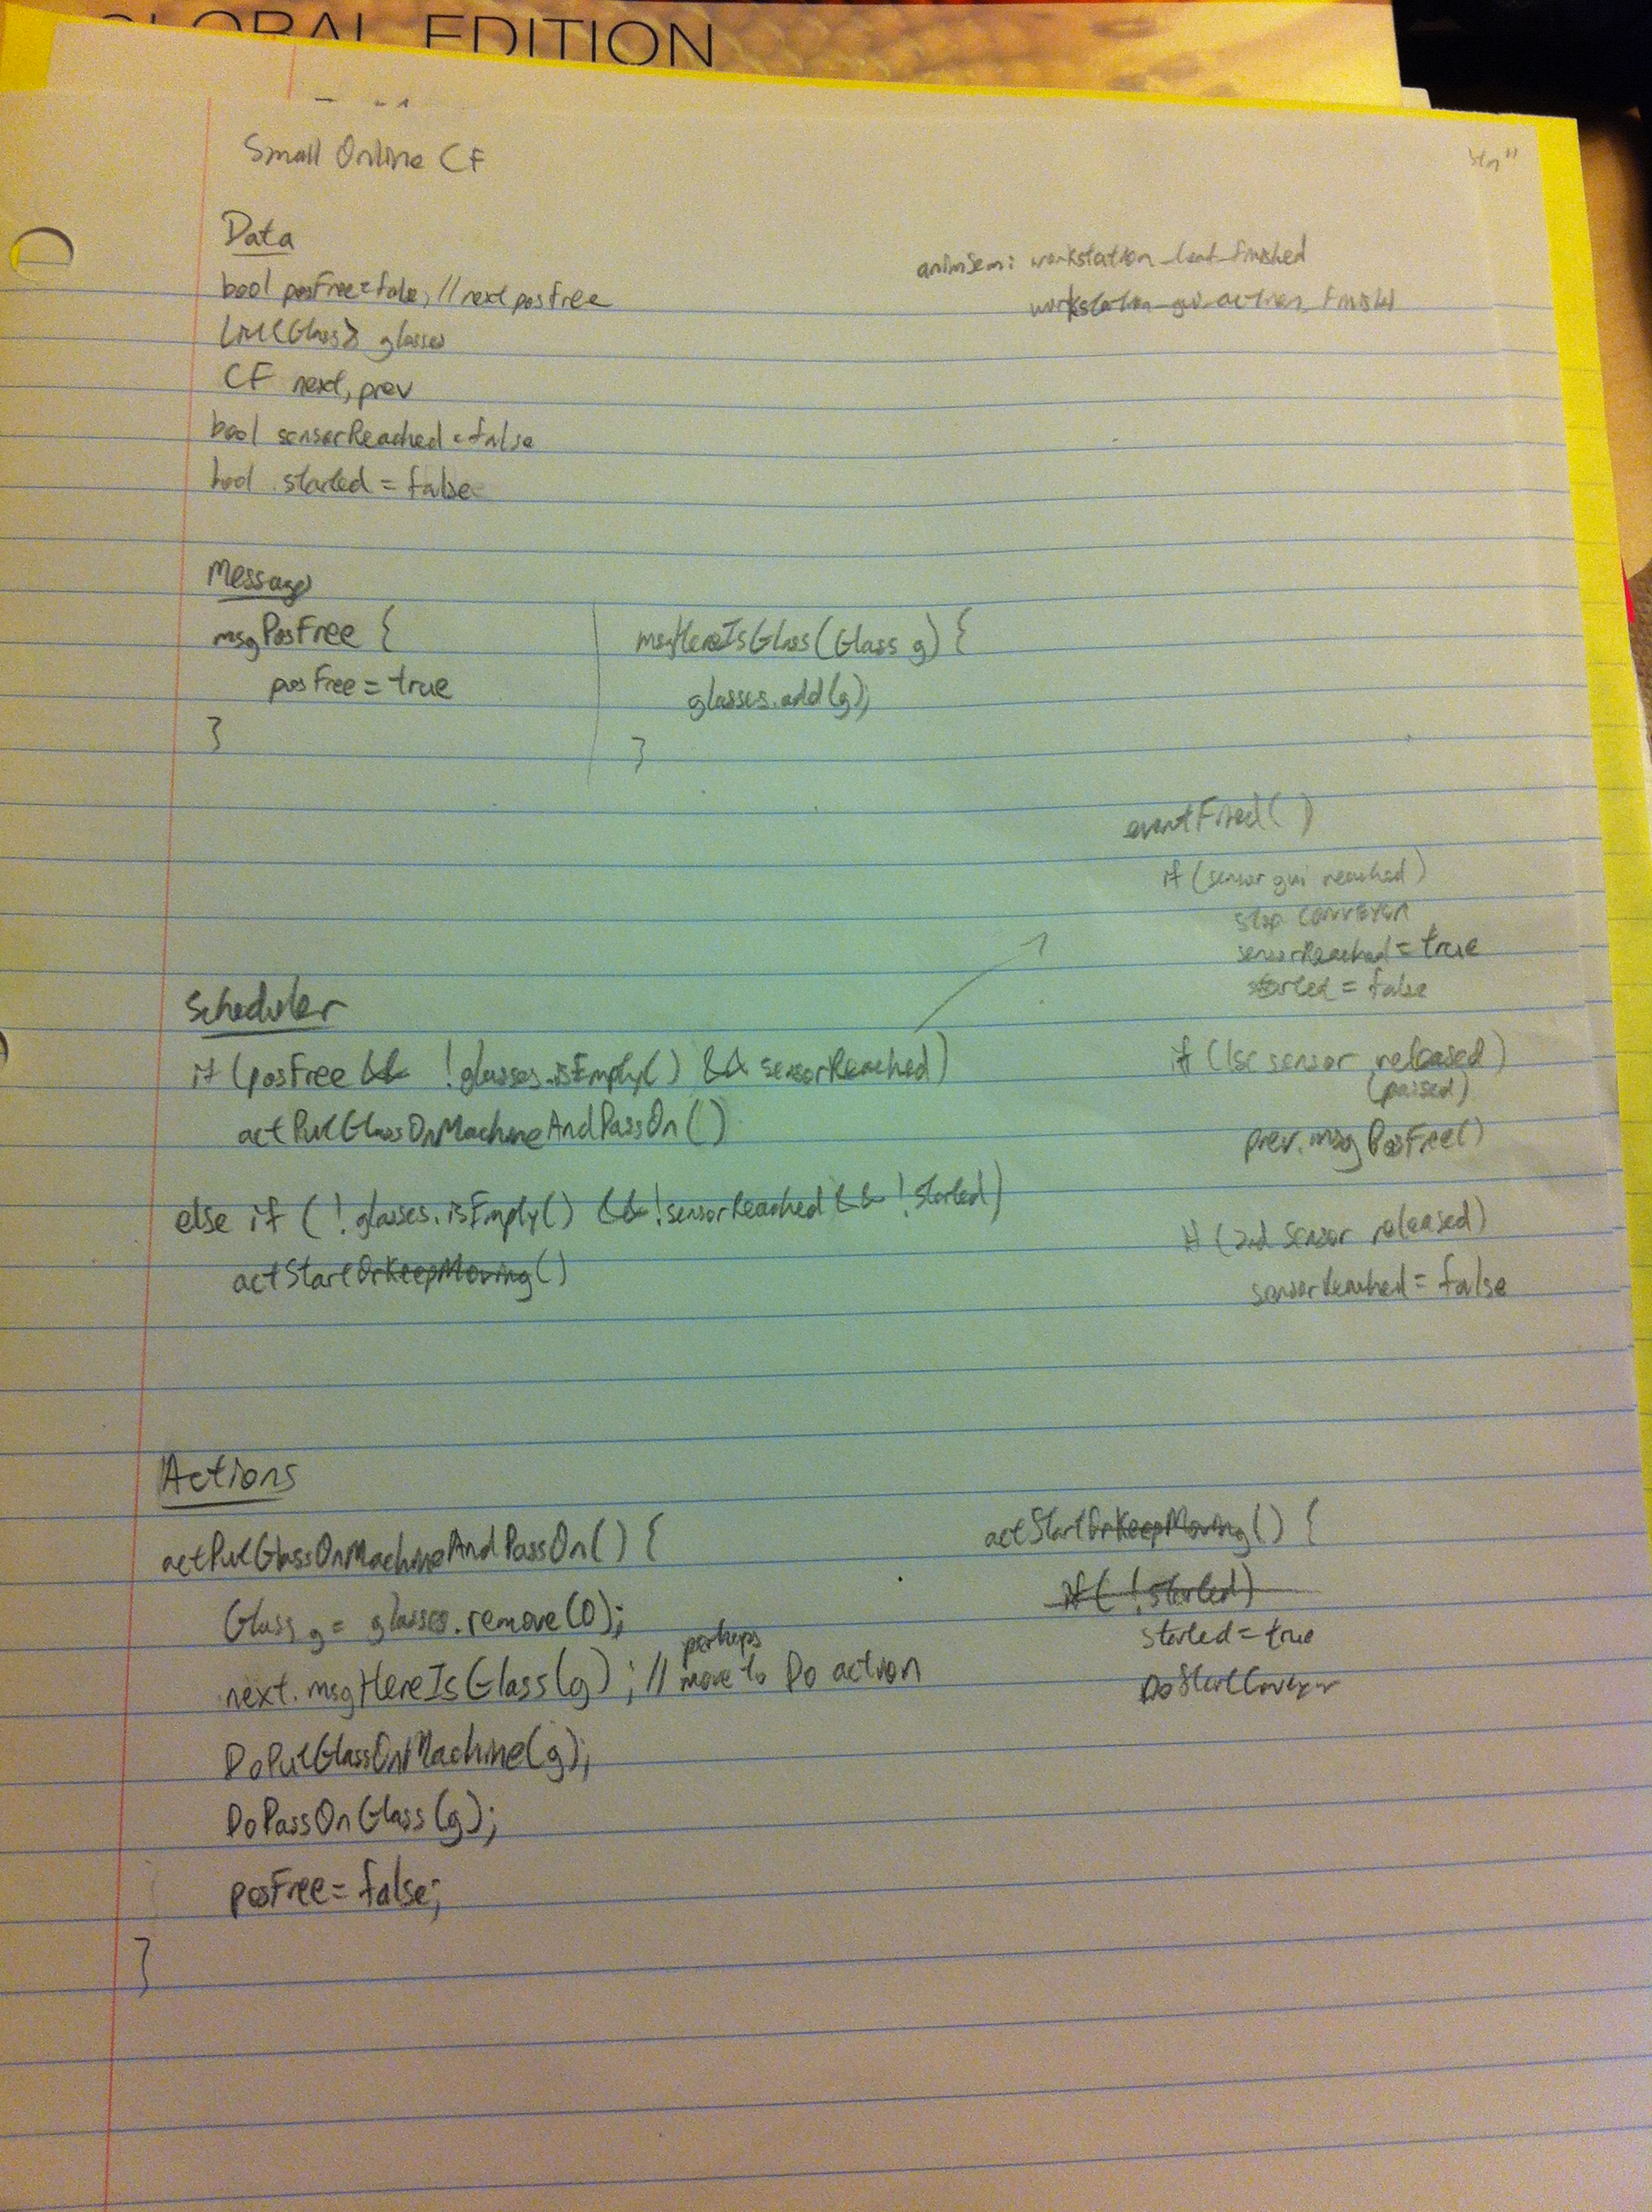 GLOBAL EDITION
Small Online CF
Data
bool posFree=false; // next posfree
List<Glass> glasses
CF next, prev
bool sensorReached=false
bool started = false
animSem: workstation_load_finished
workstation_gui_action_finished
Messages
msgPosFree {
posFree = true
}
msgHereIsGlass(Glass g) {
glasses.add(g);
}
eventFired( )
if (sensor gui reached)
stop conveyor
sensorReached = true
started = false
if (1st sensor released)
(passed)
prev.msgPosFree()
if (2nd sensor released)
sensorReached = false
Scheduler
if (posFree && !glasses.isEmpty() && sensorReached)
actPutGlassOnMachineAndPassOn()
else if (!glasses.isEmpty() && !sensorReached && !started)
actStartOrKeepMoving()
Actions
actPutGlassOnMachineAndPassOn() {
Glass g = glasses.remove(0);
perhaps
next.msgHereIsGlass(g); // move to Do action
DoPutGlassOnMachine(g);
DoPassOnGlass(g);
posFree = false;
}
actStartOrKeepMoving() {
if ( !started)
started = true
DoStartConveyor